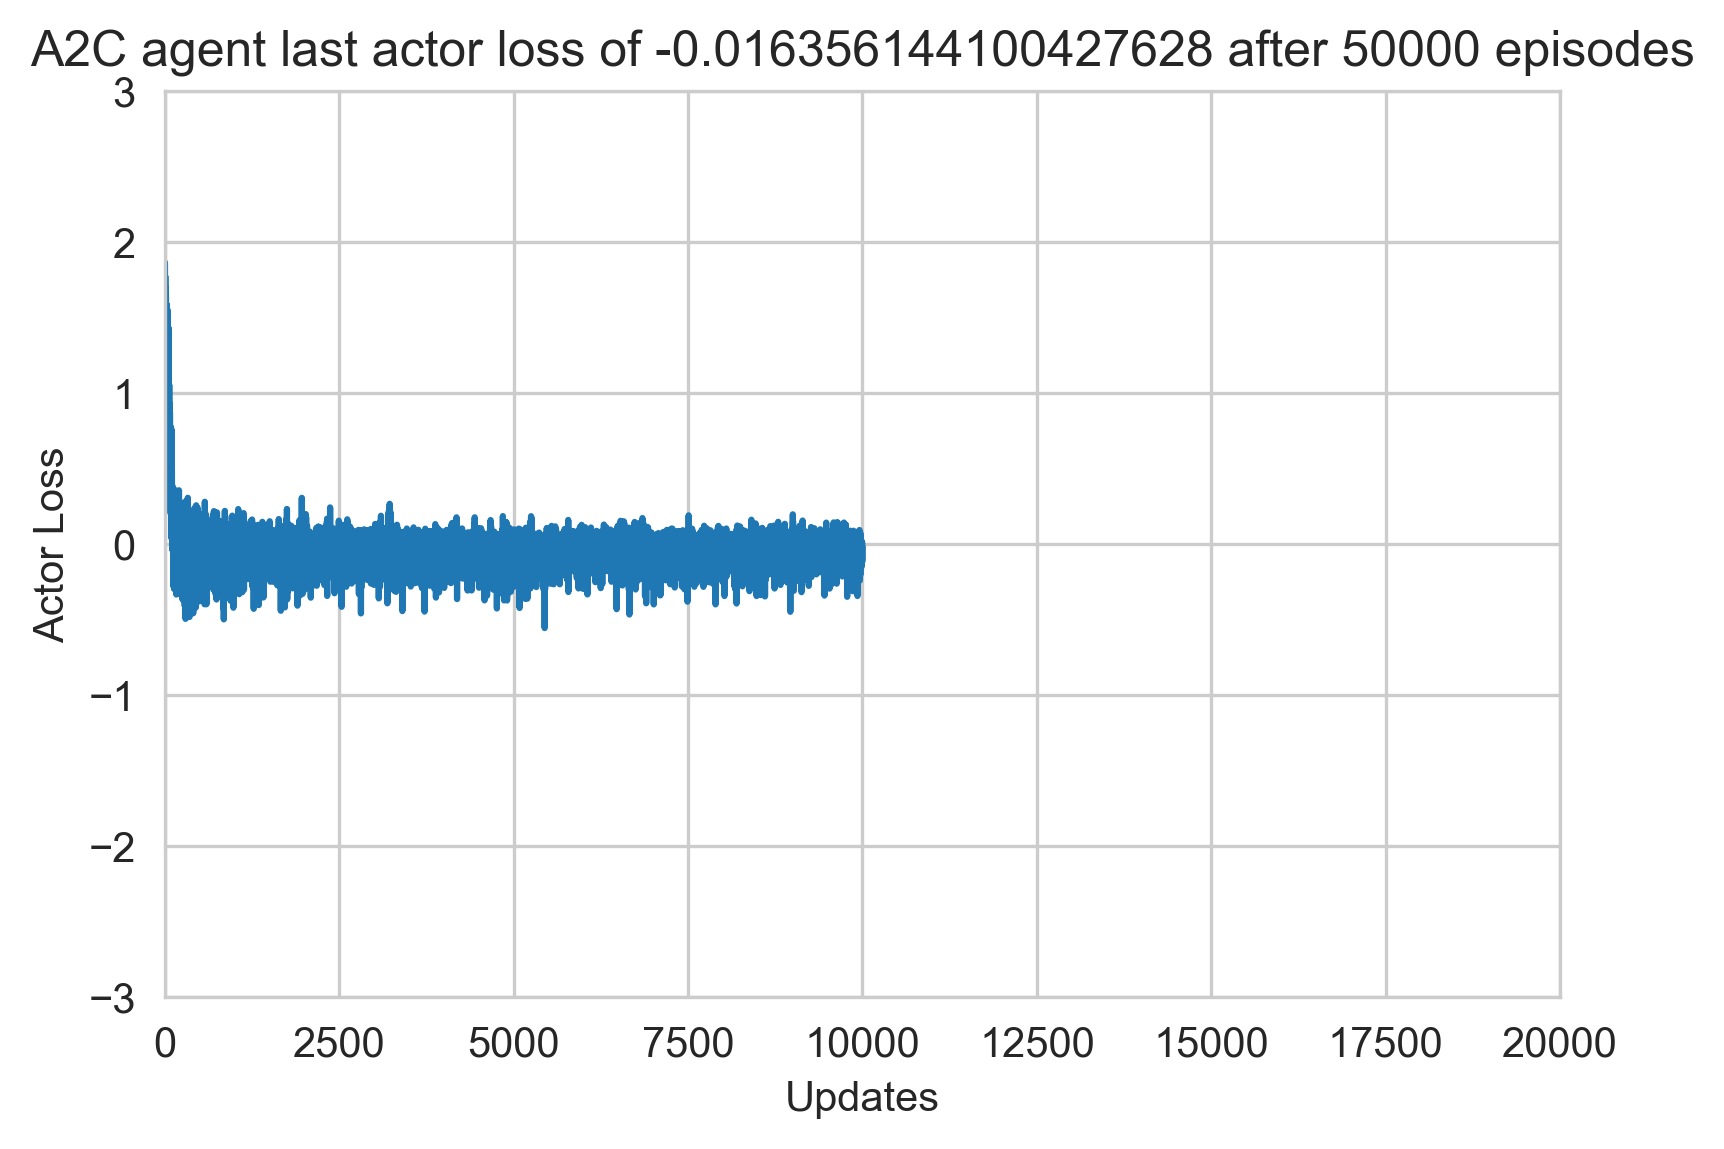 A2C agent last actor loss of -0.016356144100427628 after 50000 episodes
3
2
1
0
−1
−2
−3
Actor Loss
0 2500 5000 7500 10000 12500 15000 17500 20000
Updates